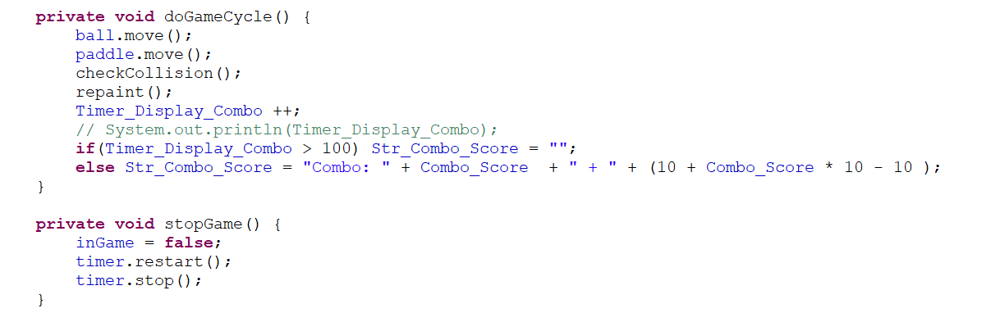 private void doGameCycle() {
    ball.move();
    paddle.move();
    checkCollision();
    repaint();
    Timer_Display_Combo ++;
    // System.out.println(Timer_Display_Combo);
    if(Timer_Display_Combo > 100) Str_Combo_Score = "";
    else Str_Combo_Score = "Combo: " + Combo_Score  + " + " + (10 + Combo_Score * 10 - 10 );
}

private void stopGame() {
    inGame = false;
    timer.restart();
    timer.stop();
}